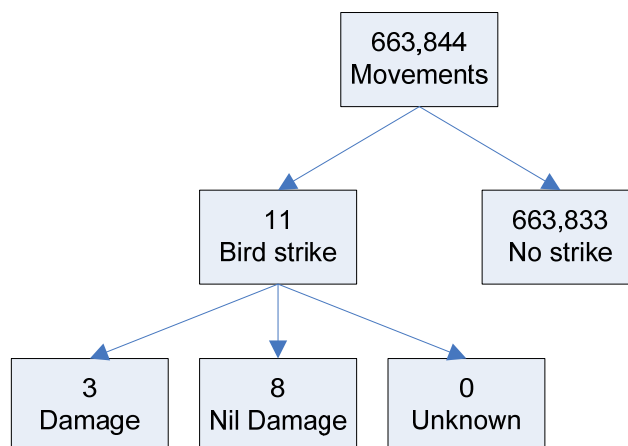 663,844
Movements
11
Bird strike
663,833
No strike
3
Damage
8
Nil Damage
0
Unknown